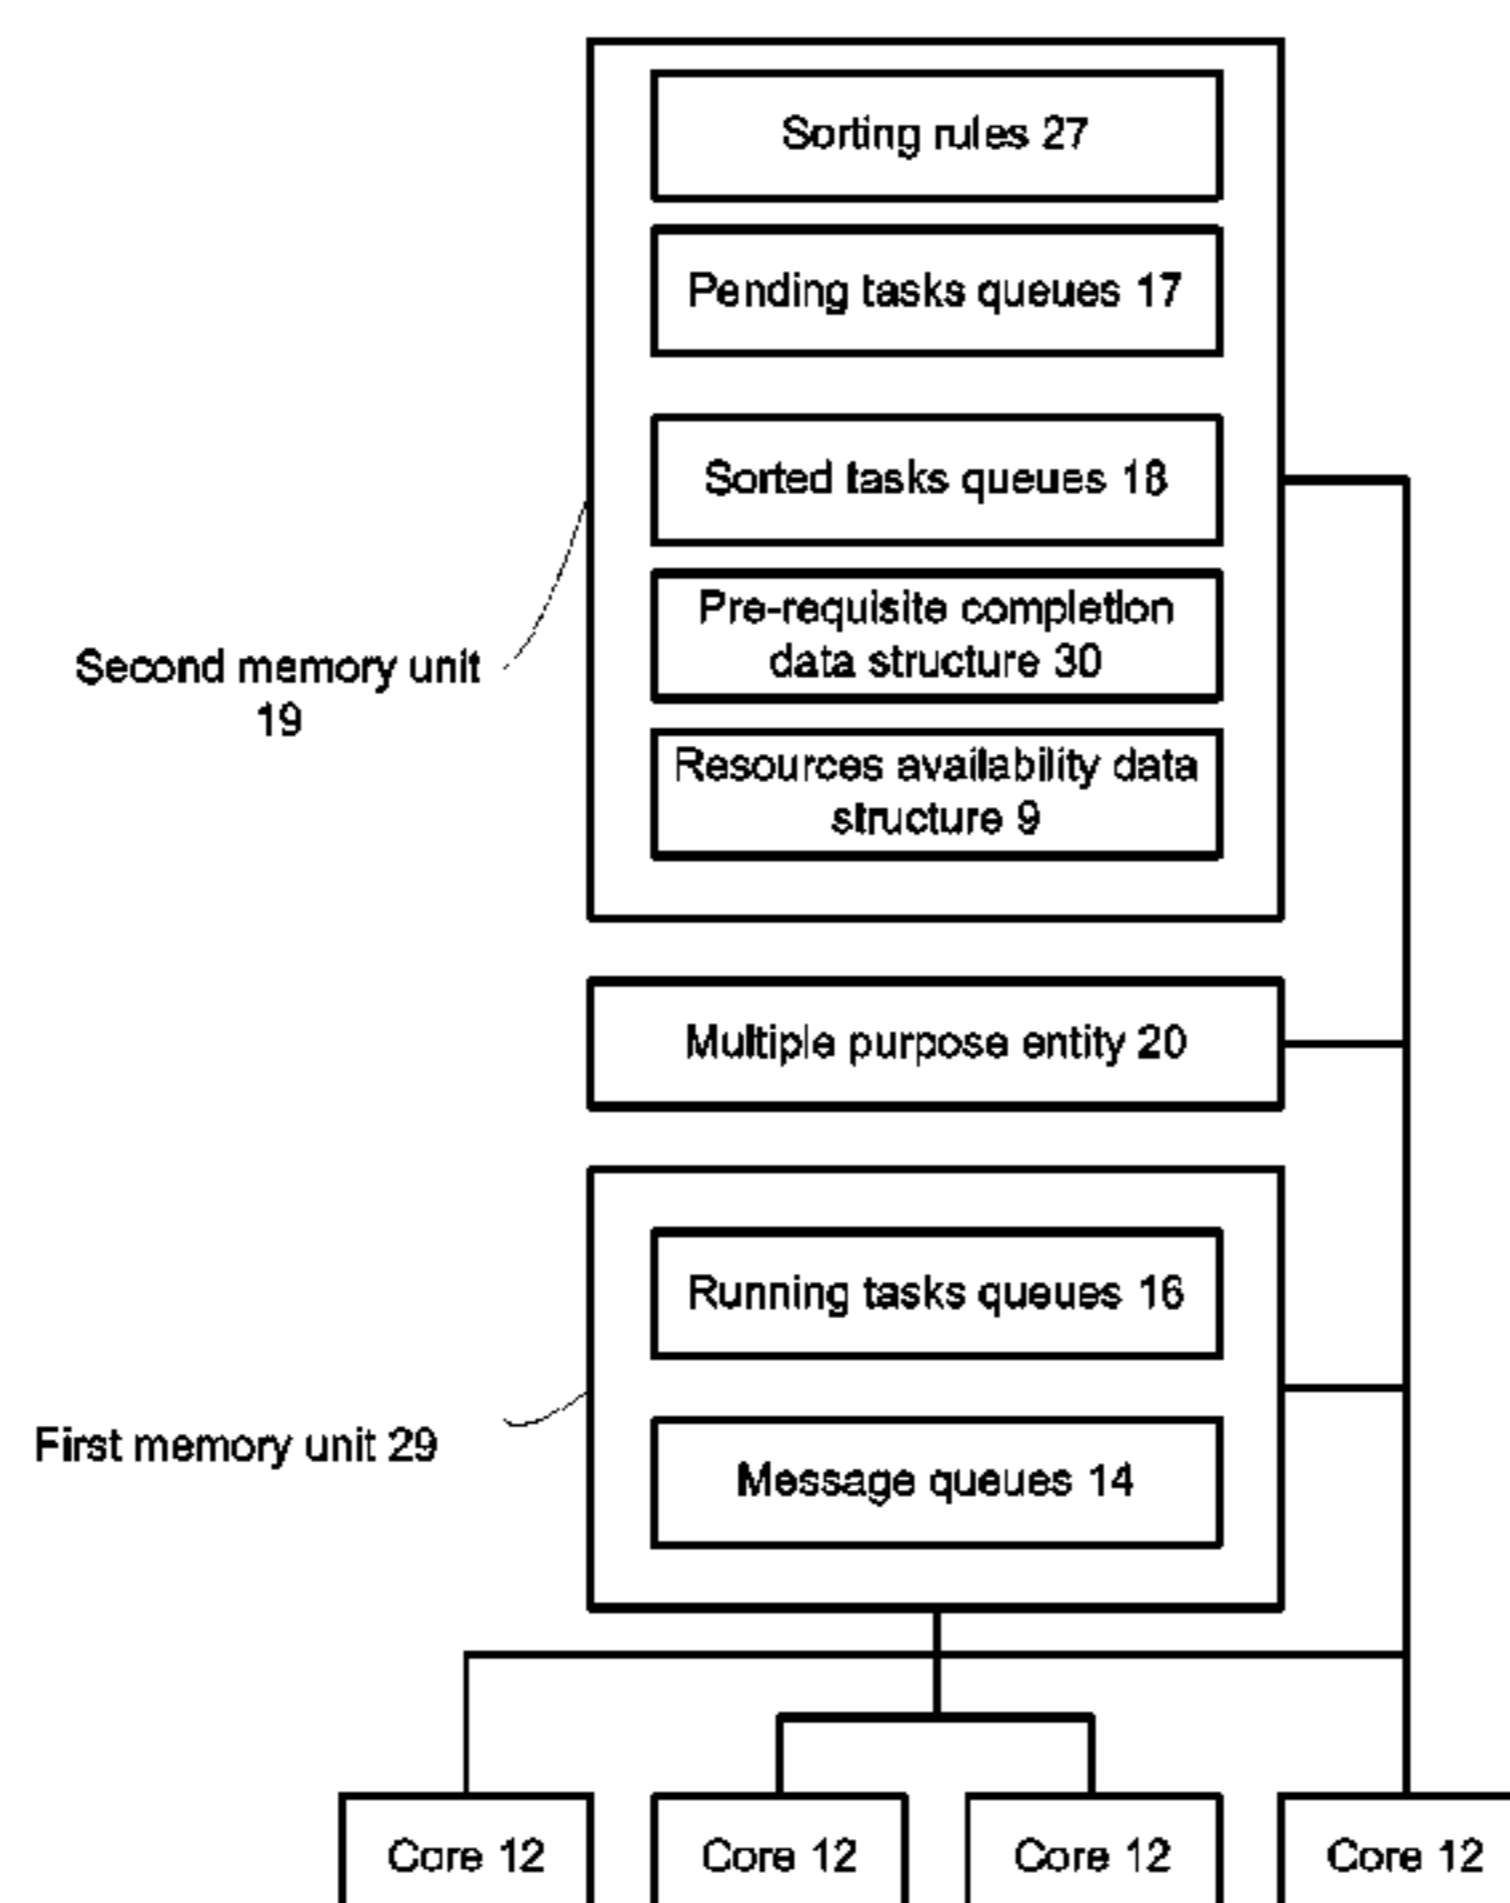 Sorting rules 27
Pending tasks queues 17
Sorted tasks queues 18
Pre-requisite completion
data structure 30
Second memory unit
19
Resources availability data
structure 9
Multiple purpose entity 20
Running tasks queues 16
First memory unit 29
Message queues 14
Core 12
Core 12
Core 12
Core 12